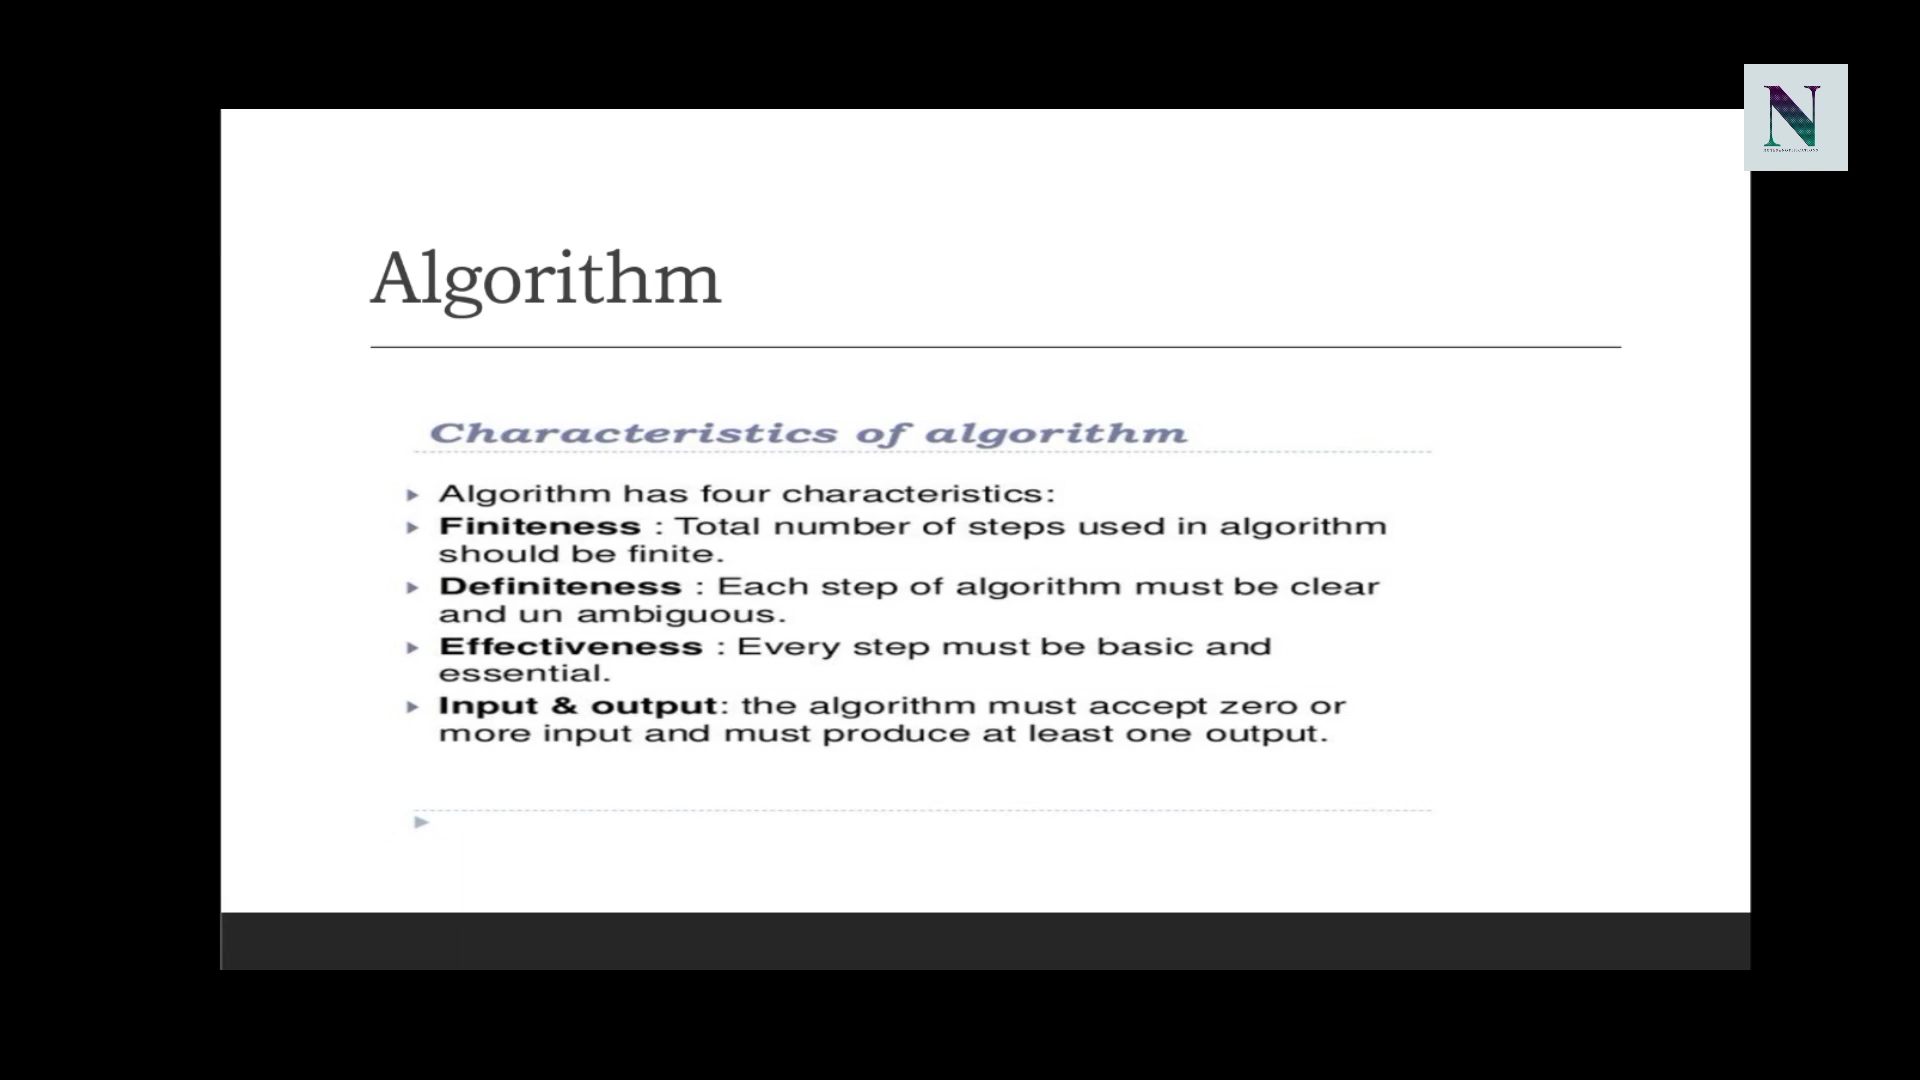 N
Algorithm
Characteristics of algorithm
Algorithm has four characteristics:
Finiteness : Total number of steps used in algorithm
should be finite.
Definiteness : Each step of algorithm must be clear
and un ambiguous.
Effectiveness : Every step must be basic and
essential.
Input & output: the algorithm must accept zero or
more input and must produce at least one output.